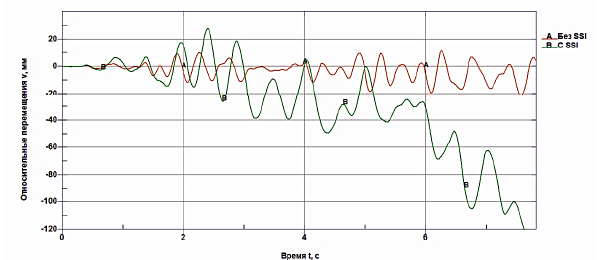 A Без SSI
B С SSI
Относительные перемещения v, мм
20
0
-20
-40
-60
-80
-100
-120
B
A
B
A
B
A
B
0
2
4
6
Время t, с